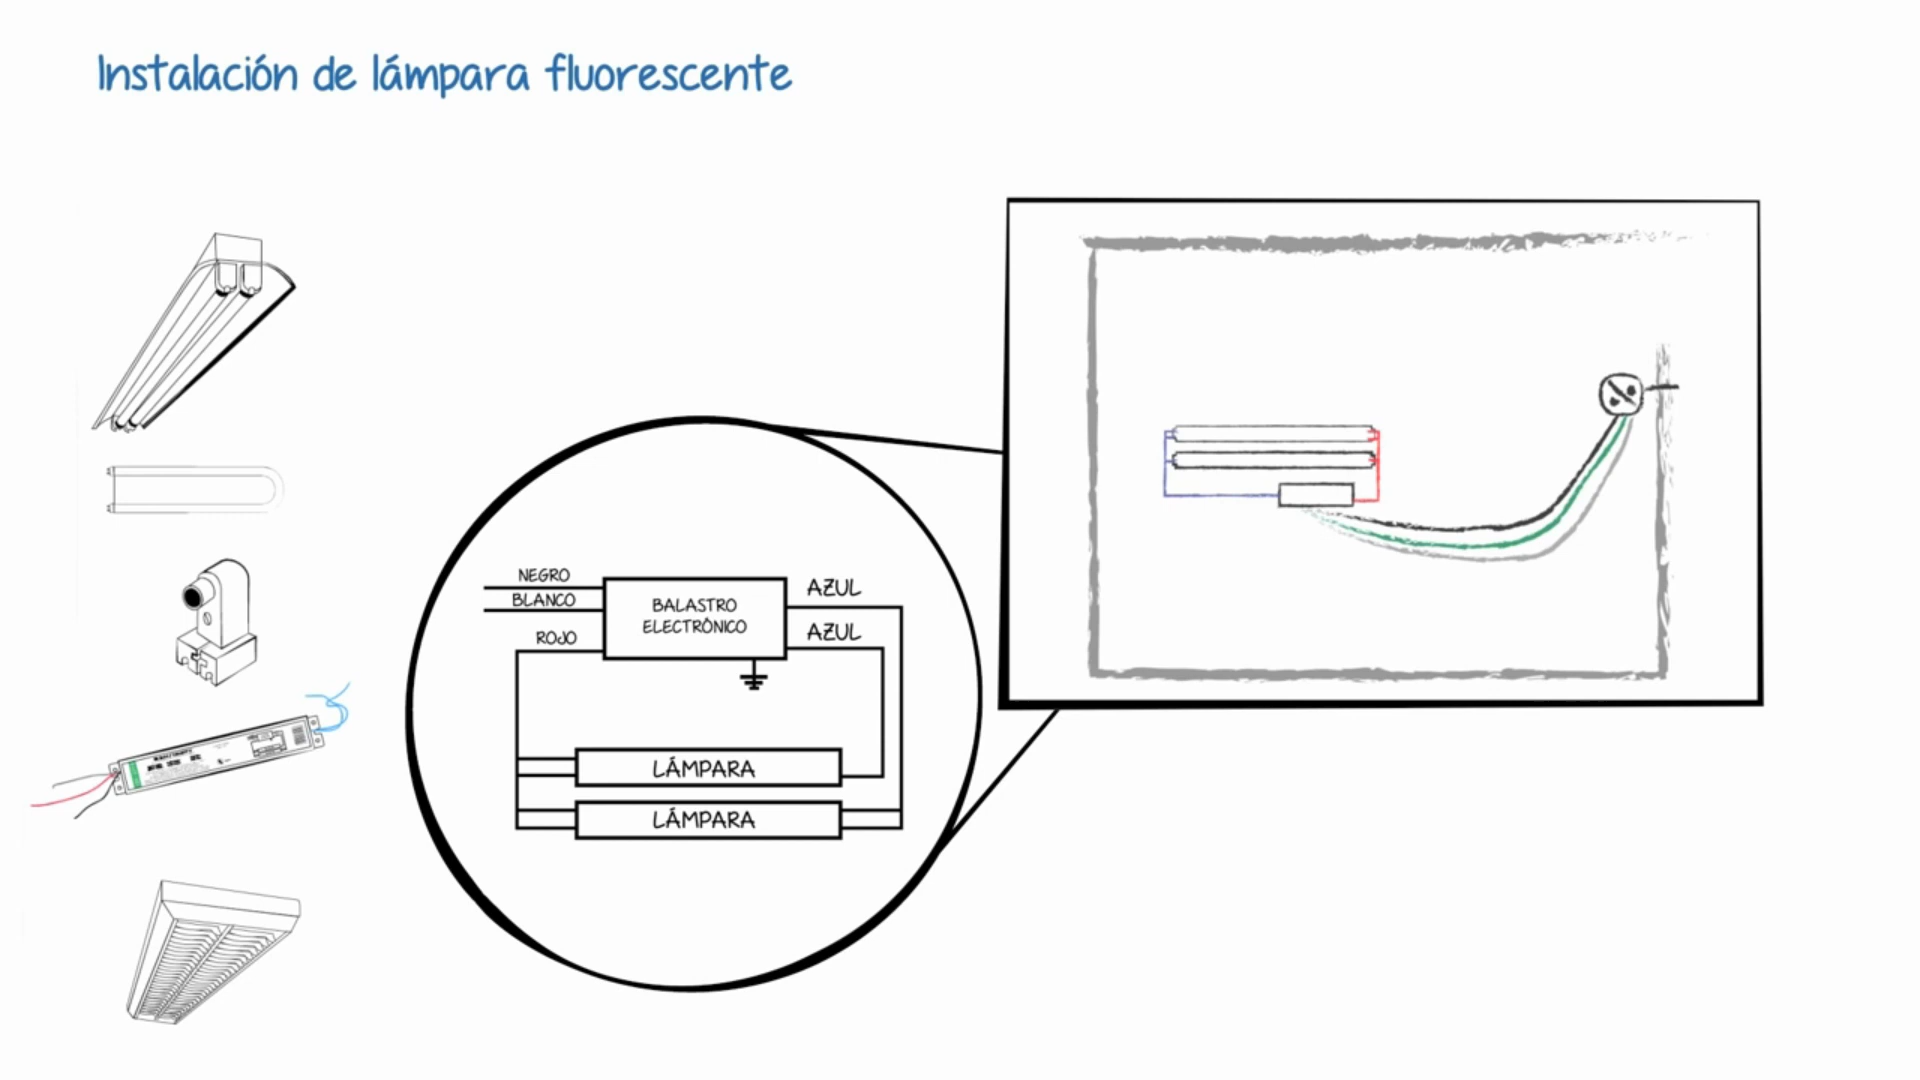 Instalación de lámpara fluorescente
NEGRO
BLANCO
ROJO
BALASTRO
ELECTRÓNICO
AZUL
AZUL
LÁMPARA
LÁMPARA